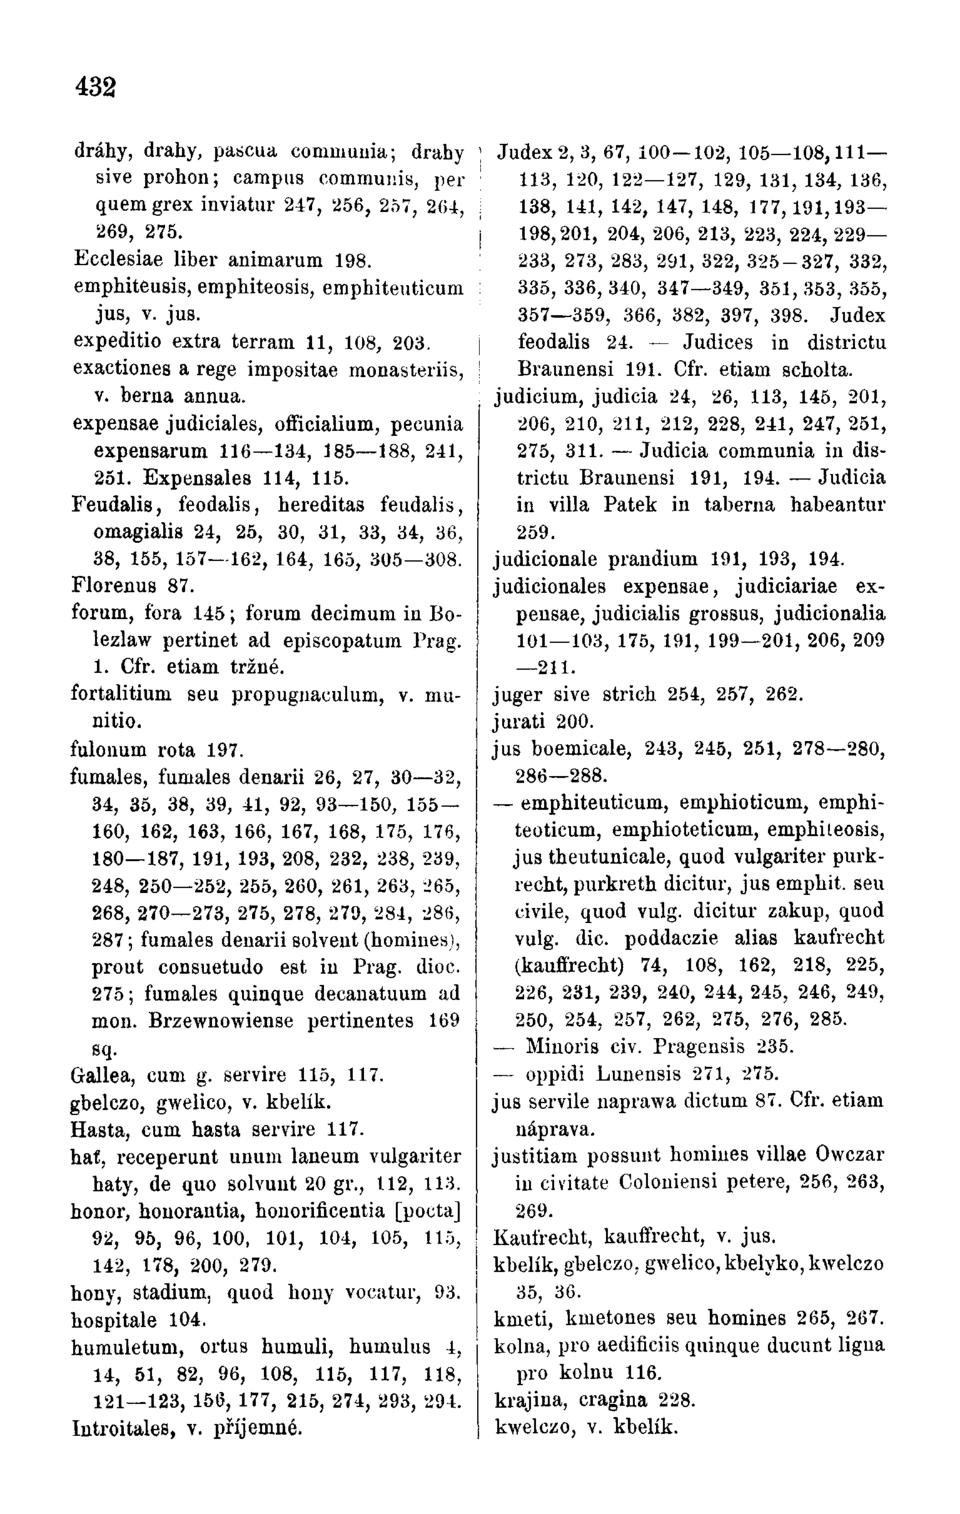 432
dráhy, drahy, pascua communia; drahy
sive prohon; campus communis, per
quem grex inviatur 247, 256, 257, 264,
269, 275.
Ecclesiae liber animarum 198.
emphiteusis, emphiteosis, emphiteuticum
jus, v. jus.
expeditio extra terram 11, 108, 203.
exactiones a rege impositae monasteriis,
v. berna annua.
expensae judiciales, officialium, pecunia
expensarum 116—134, 185—188, 241,
251. Expensales 114, 115.
Feudalis, feodalis, hereditas feudalis,
omagialis 24, 25, 30, 31, 33, 34, 36,
38, 155, 157—162, 164, 165, 305—308.
Florenus 87.
forum, fora 145; forum decimum in Bo-
lezlaw pertinet ad episcopatum Prag.
1. Cfr. etiam tržné.
fortalitium seu propugnaculum, v. mu-
nitio.
fulonum rota 197.
fumales, fumales denarii 26, 27, 30—32,
34, 35, 38, 39, 41, 92, 93—150, 155—
160, 162, 163, 166, 167, 168, 175, 176,
180—187, 191, 193, 208, 232, 238, 239,
248, 250—252, 255, 260, 261, 263, 265,
268, 270—273, 275, 278, 279, 284, 286,
287; fumales denarii solvent (homines),
prout consuetudo est in Prag. dioc.
275; fumales quinque decanatuum ad
mon. Brzewnowiense pertinentes 169
sq.
Gallea, cum g. servire 115, 117.
gbelczo, gwelico, v. kbelík.
Hasta, cum hasta servire 117.
hať, receperunt unum laneum vulgariter
haty, de quo solvunt 20 gr., 112, 113.
honor, honorantia, honorificentia [pocta]
92, 95, 96, 100, 101, 104, 105, 115,
142, 178, 200, 279.
hony, stadium, quod hony vocatur, 93.
hospitale 104.
humuletum, ortus humuli, humulus 4,
14, 51, 82, 96, 108, 115, 117, 118,
121—123, 156, 177, 215, 274, 293, 294.
Introitales, v. příjemné.
Judex 2, 3, 67, 100—102, 105—108, 111—
113, 120, 122—127, 129, 131, 134, 136,
138, 141, 142, 147, 148, 177, 191, 193—
198, 201, 204, 206, 213, 223, 224, 229—
233, 273, 283, 291, 322, 325—327, 332,
335, 336, 340, 347—349, 351, 353, 355,
357—359, 366, 382, 397, 398. Judex
feodalis 24. — Judices in districtu
Braunensi 191. Cfr. etiam scholta.
judicium, judicia 24, 26, 113, 145, 201,
206, 210, 211, 212, 228, 241, 247, 251,
275, 311. — Judicia communia in dis-
trictu Braunensi 191, 194. — Judicia
in villa Patek in taberna habeantur
259.
judicionale prandium 191, 193, 194.
judicionales expensae, judiciariae ex-
pensae, judicialis grossus, judicionalia
101—103, 175, 191, 199—201, 206, 209
—211.
juger sive strich 254, 257, 262.
jurati 200.
jus boemicale, 243, 245, 251, 278—280,
286—288.
— emphiteuticum, emphioticum, emphi-
teoticum, emphioteticum, emphiteosis,
jus theutunicale, quod vulgariter purk-
recht, purkreth dicitur, jus emphit. seu
civile, quod vulg. dicitur zakup, quod
vulg. dic. poddaczie alias kaufrecht
(kauffrecht) 74, 108, 162, 218, 225,
226, 231, 239, 240, 244, 245, 246, 249,
250, 254, 257, 262, 275, 276, 285.
— Minoris civ. Pragensis 235.
— oppidi Lunensis 271, 275.
jus servile naprawa dictum 87. Cfr. etiam
náprava.
justitiam possunt homines villae Owczar
in civitate Coloniensi petere, 256, 263,
269.
Kaufrecht, kauffrecht, v. jus.
kbelík, gbelczo, gwelico, kbelyko, kwelczo
35, 36.
kmeti, kmetones seu homines 265, 267.
kolna, pro aedificiis quinque ducunt ligna
pro kolnu 116.
krajina, cragina 228.
kwelczo, v. kbelík.